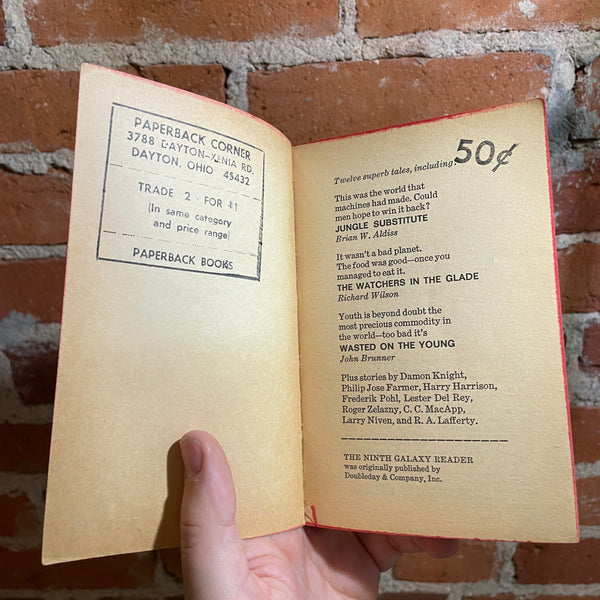 PAPERBACK CORNER
3788 DAYTON-XENIA RD.
DAYTON, OHIO 45432
TRADE 2 FOR 1
(In same category
and price range)
PAPERBACK BOOKS
50¢
Twelve superb tales, including:
This was the world that
machines had made. Could
men hope to win it back?
JUNGLE SUBSTITUTE
Brian W. Aldiss
It wasn't a bad planet.
The food was good—once you
managed to eat it.
THE WATCHERS IN THE GLADE
Richard Wilson
Youth is beyond doubt the
most precious commodity in
the world—too bad it's
WASTED ON THE YOUNG
John Brunner
Plus stories by Damon Knight,
Philip Jose Farmer, Harry Harrison,
Frederik Pohl, Lester Del Rey,
Roger Zelazny, C. C. MacApp,
Larry Niven, and R. A. Lafferty.
THE NINTH GALAXY READER
was originally published by
Doubleday & Company, Inc.